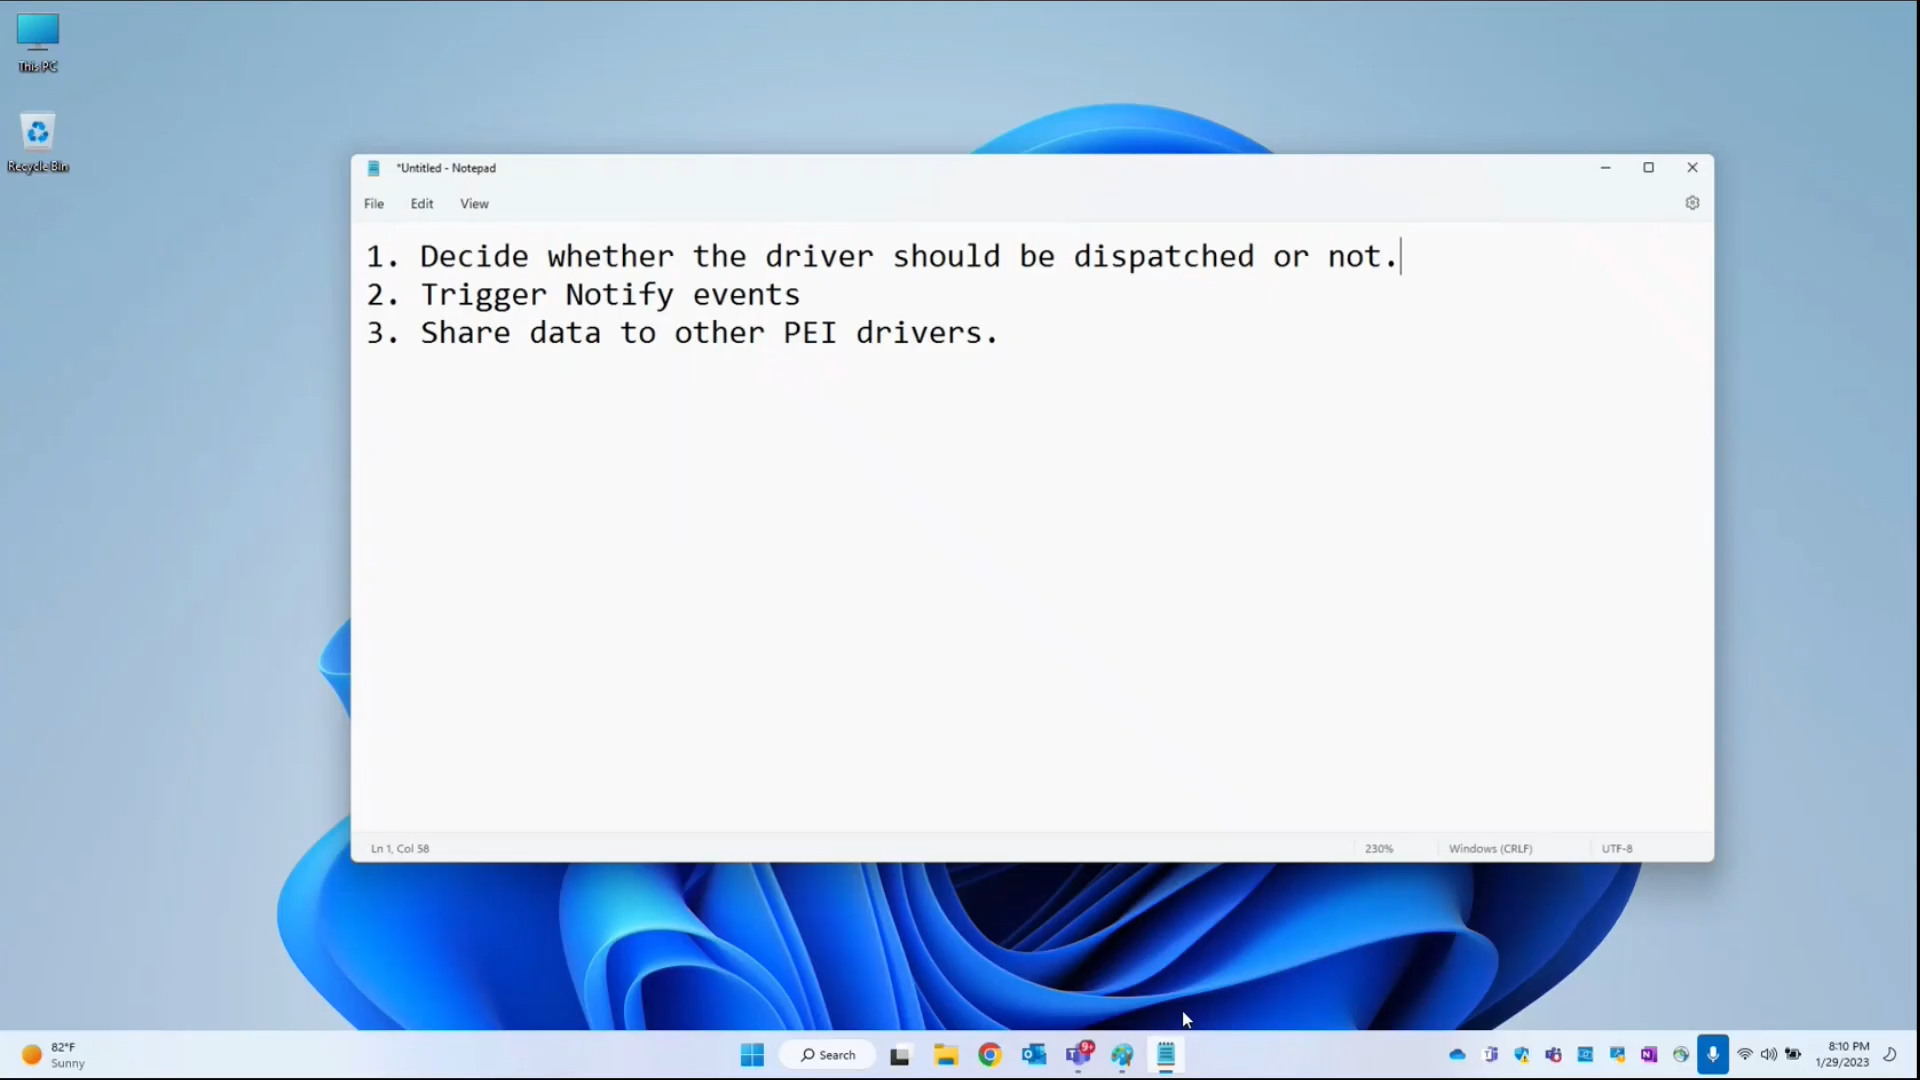 This PC
Recycle Bin
*Untitled - Notepad
File Edit View
1. Decide whether the driver should be dispatched or not.
2. Trigger Notify events
3. Share data to other PEI drivers.
Ln 1, Col 58
230%
Windows (CRLF)
UTF-8
82°F
Sunny
Search
9+
8:10 PM
1/29/2023